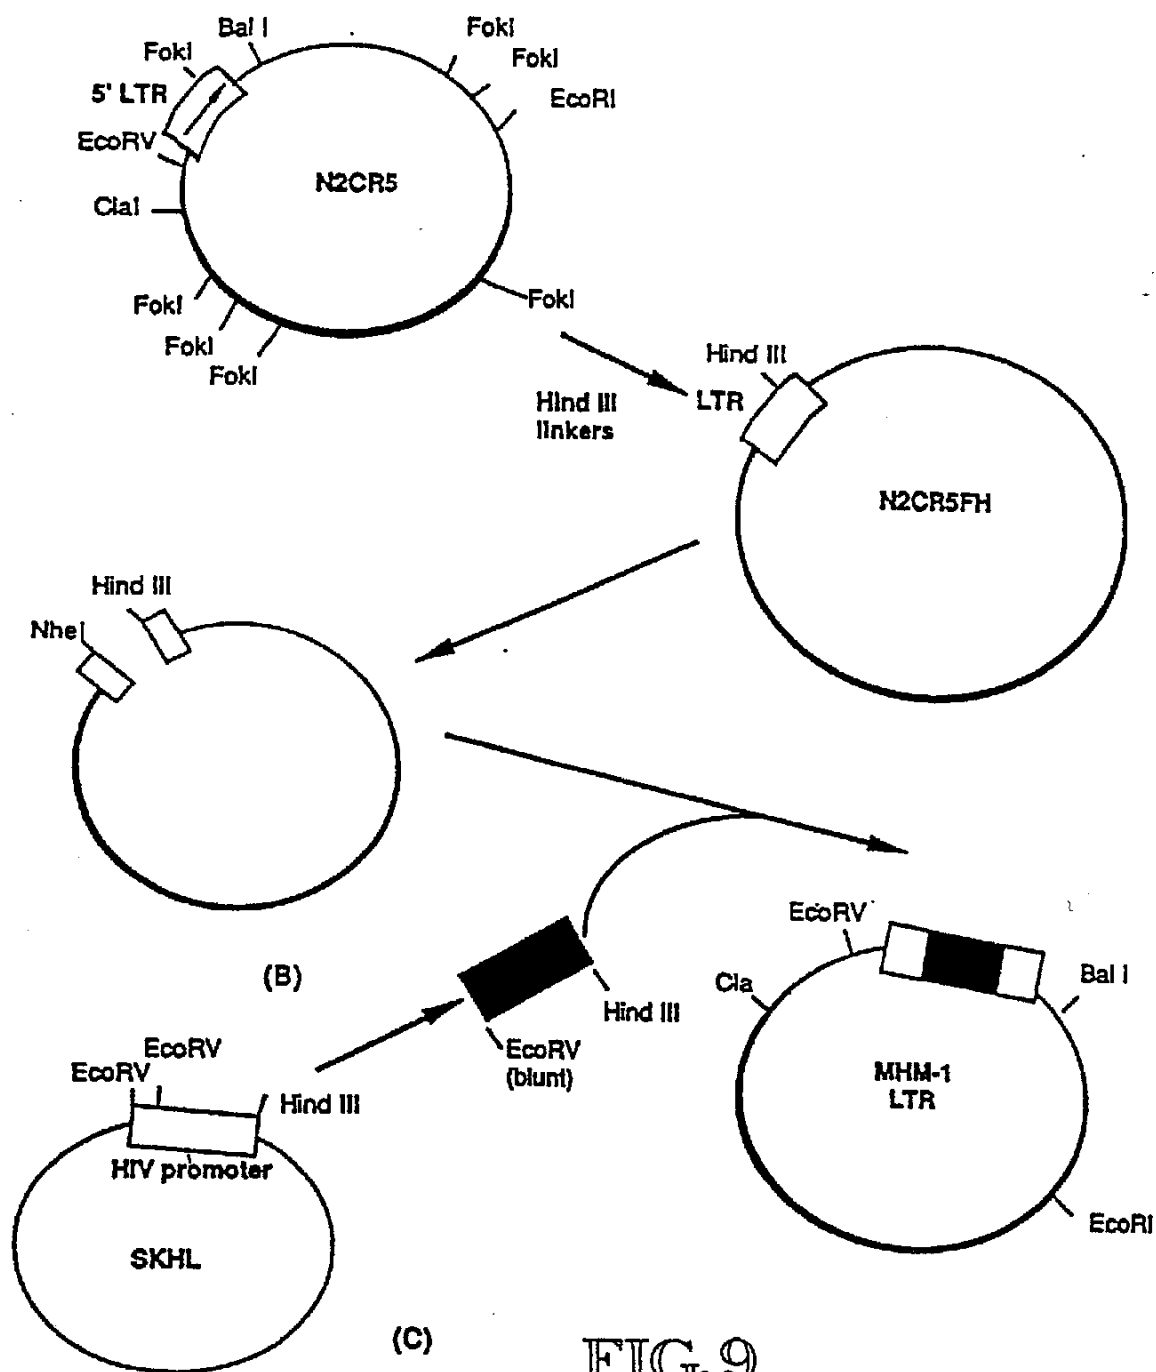 Bal I
FokI
FokI
FokI
5' LTR
EcoRI
EcoRV
N2CR5
ClaI
FokI
FokI
FokI
FokI
Hind III
linkers
Hind III
LTR
N2CR5FH
Hind III
NheI
(B)
EcoRV
Hind III
EcoRV
(blunt)
Cla
Bal I
MHM-1
LTR
EcoRI
EcoRV
EcoRV
Hind III
HIV promoter
SKHL
(C)
FIG. 9